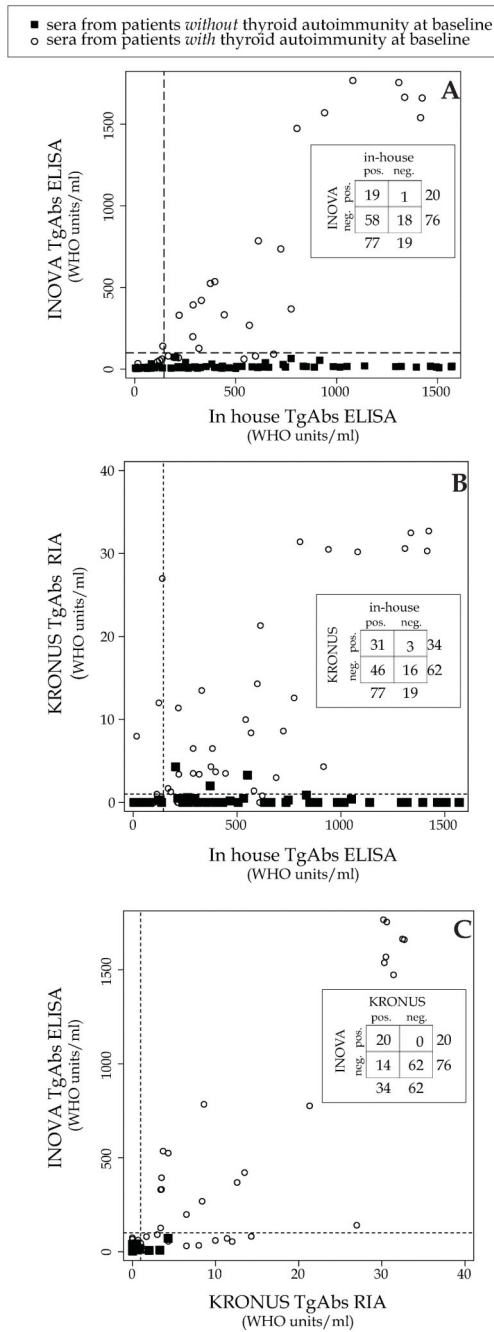 ■ sera from patients without thyroid autoimmunity at baseline
○ sera from patients with thyroid autoimmunity at baseline
A
INOVA TgAbs ELISA
(WHO units/ml)
1500
1000
500
0
in-house
pos. neg.
INOVA
pos. 19 1 20
neg. 58 18 76
77 19
0 500 1000 1500
In house TgAbs ELISA
(WHO units/ml)
B
KRONUS TgAbs RIA
(WHO units/ml)
40
30
20
10
0
in-house
pos. neg.
KRONUS
pos. 31 3 34
neg. 46 16 62
77 19
0 500 1000 1500
In house TgAbs ELISA
(WHO units/ml)
C
INOVA TgAbs ELISA
(WHO units/ml)
1500
1000
500
0
KRONUS
pos. neg.
INOVA
pos. 20 0 20
neg. 14 62 76
34 62
0 10 20 30 40
KRONUS TgAbs RIA
(WHO units/ml)